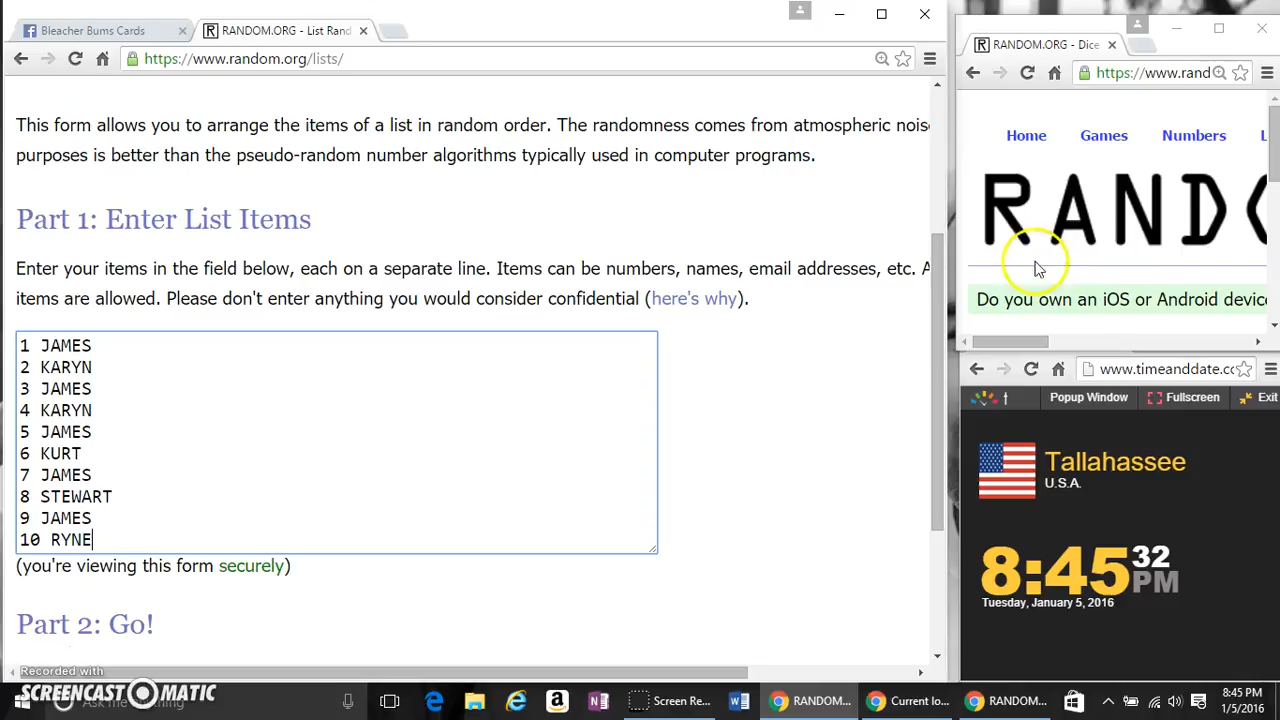 Bleacher Bums Cards
RANDOM.ORG - List Rand
https://www.random.org/lists/
This form allows you to arrange the items of a list in random order. The randomness comes from atmospheric nois
purposes is better than the pseudo-random number algorithms typically used in computer programs.
Part 1: Enter List Items
Enter your items in the field below, each on a separate line. Items can be numbers, names, email addresses, etc. A
items are allowed. Please don't enter anything you would consider confidential (here's why).
1 JAMES
2 KARYN
3 JAMES
4 KARYN
5 JAMES
6 KURT
7 JAMES
8 STEWART
9 JAMES
10 RYNE
(you're viewing this form securely)
Part 2: Go!
RANDOM.ORG - Dice
https://www.rand
Home Games Numbers L
RANDO
Do you own an iOS or Android device
www.timeanddate.co
t Popup Window Fullscreen Exit
Tallahassee
U.S.A.
8:45 32 PM
Tuesday, January 5, 2016
Recorded with
SCREENCAST-O-MATIC
Ask me anything
Screen Re...
RANDOM...
Current lo...
RANDOM...
8:45 PM
1/5/2016